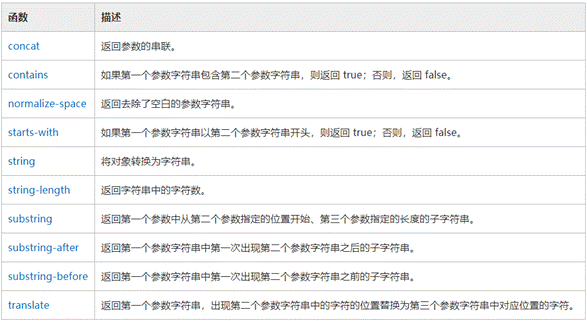 函数 描述
concat 返回参数的串联。
contains 如果第一个参数字符串包含第二个参数字符串，则返回 true；否则，返回 false。
normalize-space 返回去除了空白的参数字符串。
starts-with 如果第一个参数字符串以第二个参数字符串开头，则返回 true；否则，返回 false。
string 将对象转换为字符串。
string-length 返回字符串中的字符数。
substring 返回第一个参数中从第二个参数指定的位置开始、第三个参数指定的长度的子字符串。
substring-after 返回第一个参数字符串中第一次出现第二个参数字符串之后的子字符串。
substring-before 返回第一个参数字符串中第一次出现第二个参数字符串之前的子字符串。
translate 返回第一个参数字符串，出现第二个参数字符串中的字符的位置替换为第三个参数字符串中对应位置的字符。